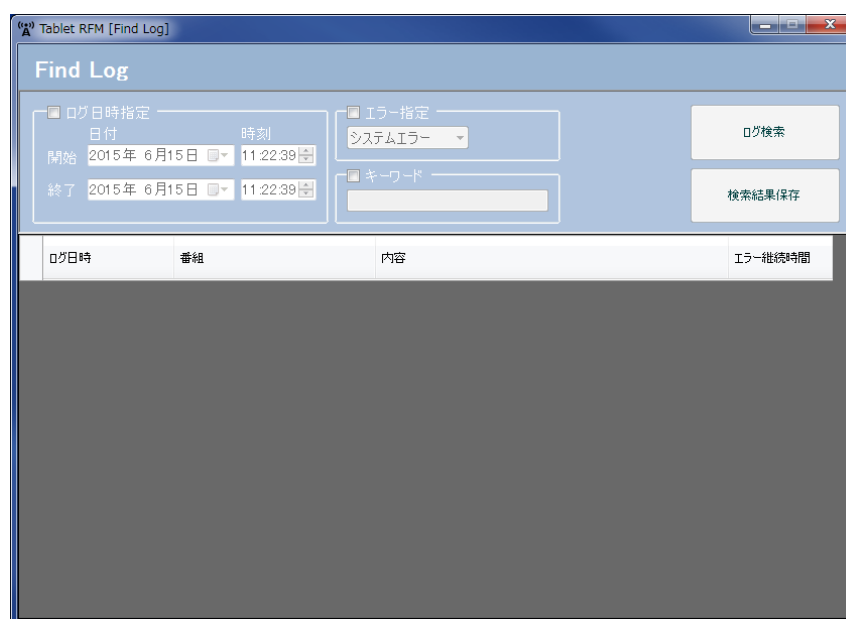 Tablet RFM [Find Log]
Find Log
ログ日時指定
日付 時刻
開始 2015年 6月15日 11:22:39
終了 2015年 6月15日 11:22:39
エラー指定
システムエラー
キーワード
ログ検索
検索結果保存
ログ日時 番組 内容 エラー継続時間